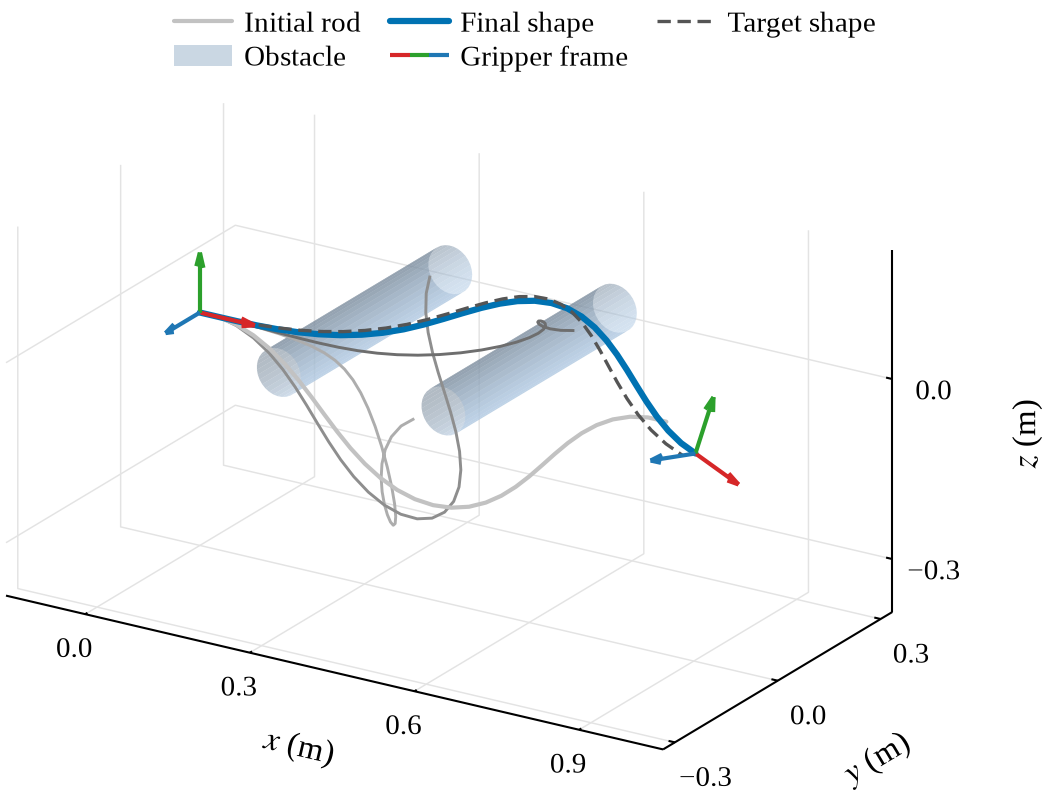 Initial rod
Final shape
Target shape
Obstacle
Gripper frame
0.0
−0.3
z (m)
0.0
0.3
0.6
0.9
x (m)
0.3
0.0
−0.3
y (m)